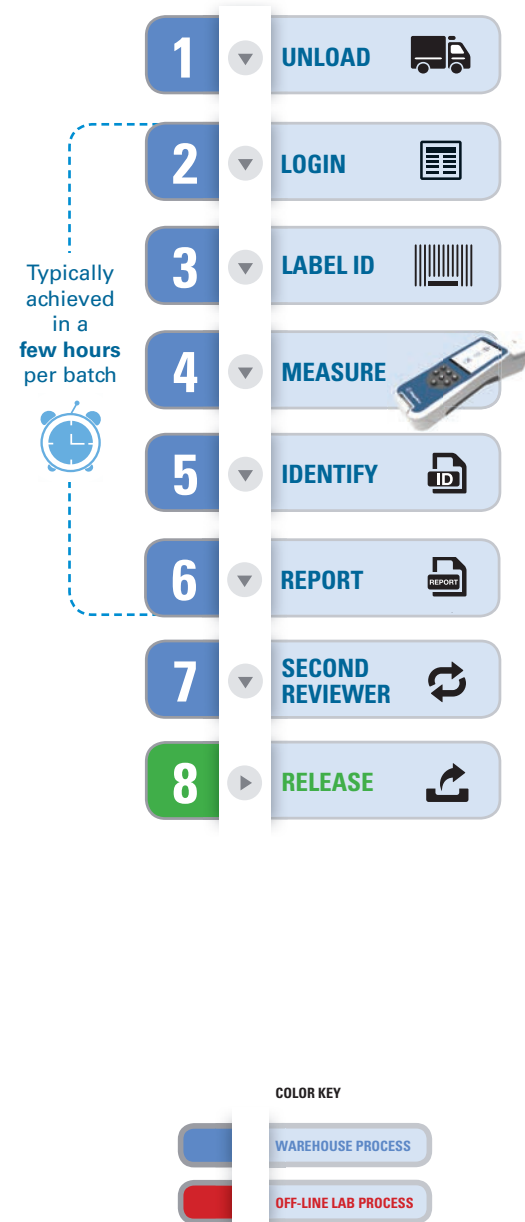 1 UNLOAD
2 LOGIN
3 LABEL ID
Typically
achieved
in a
few hours
per batch
4 MEASURE
5 IDENTIFY
ID
6 REPORT
REPORT
7 SECOND
REVIEWER
8 RELEASE
COLOR KEY
WAREHOUSE PROCESS
OFF-LINE LAB PROCESS